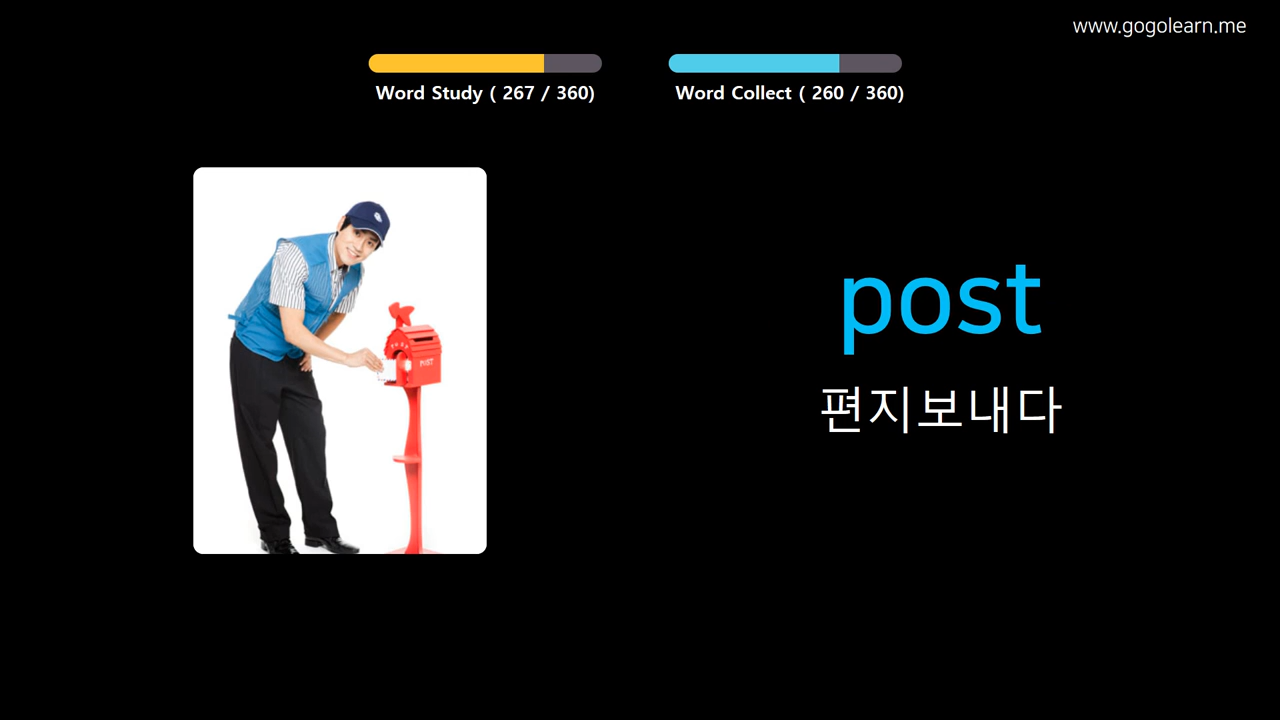 www.gogolearn.me
Word Study ( 267 / 360)
Word Collect ( 260 / 360)
POST
post
편지보내다